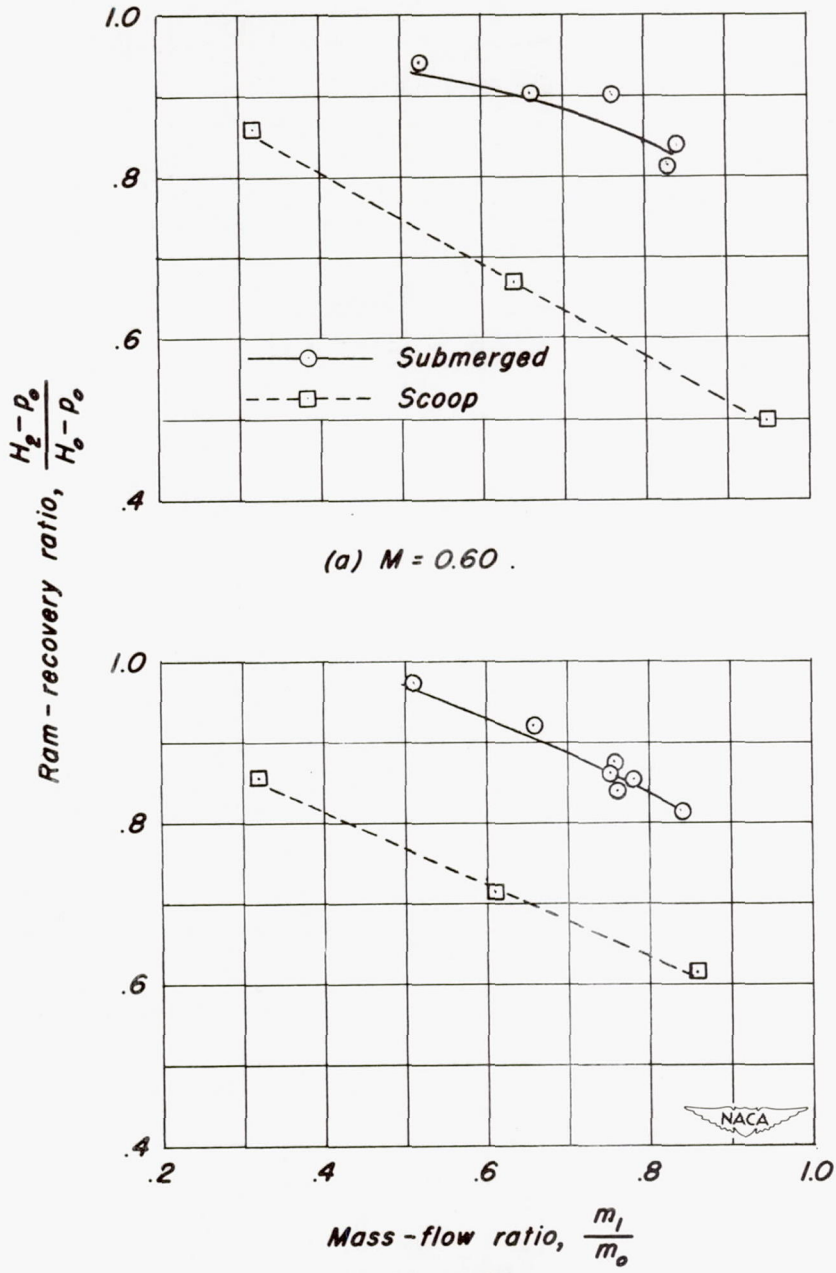 1.0
.8
.6
.4
Submerged
Scoop
(a) M = 0.60 .
Ram-recovery ratio, H₂-p₀ / H₀-p₀
1.0
.8
.6
.4
NACA
.2 .4 .6 .8 1.0
Mass-flow ratio, m₁ / m₀